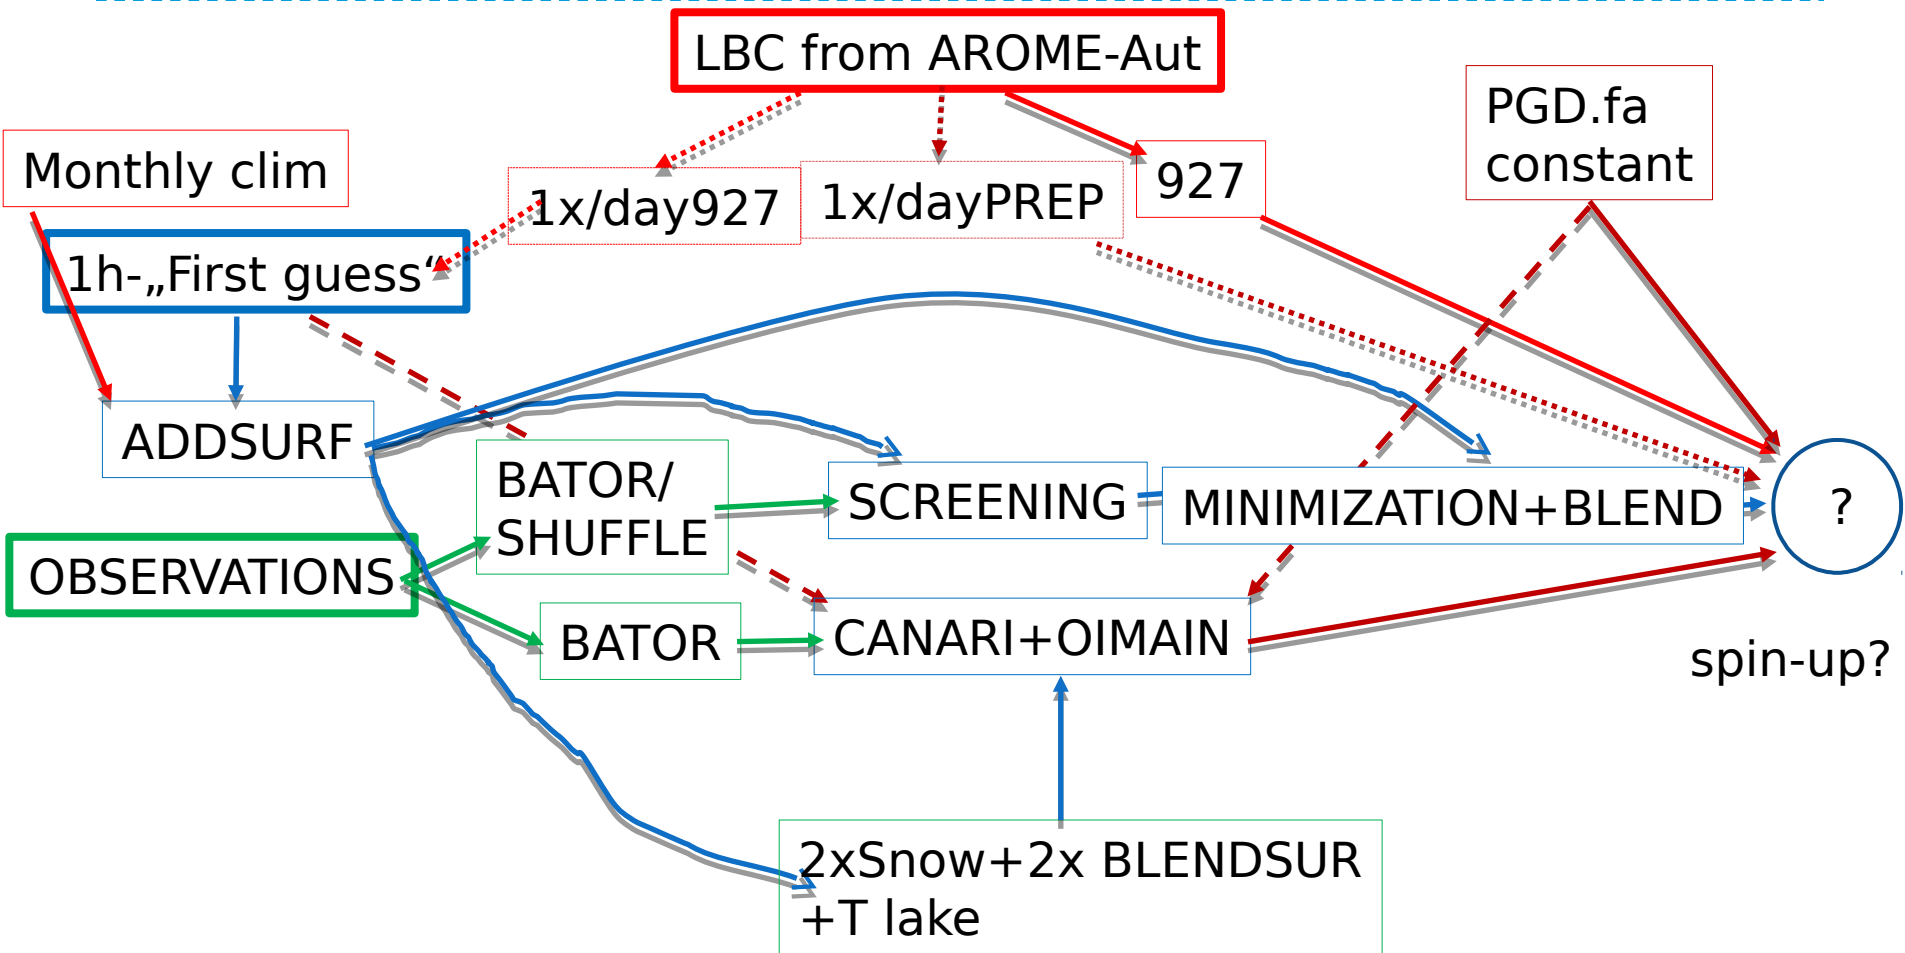 LBC from AROME-Aut
PGD.fa
constant
Monthly clim
1x/day927
1x/dayPREP
927
1h-„First guess“
ADDSURF
BATOR/
SHUFFLE
SCREENING
MINIMIZATION+BLEND
?
OBSERVATIONS
BATOR
CANARI+OIMAIN
spin-up?
2xSnow+2x BLENDSUR
+T lake